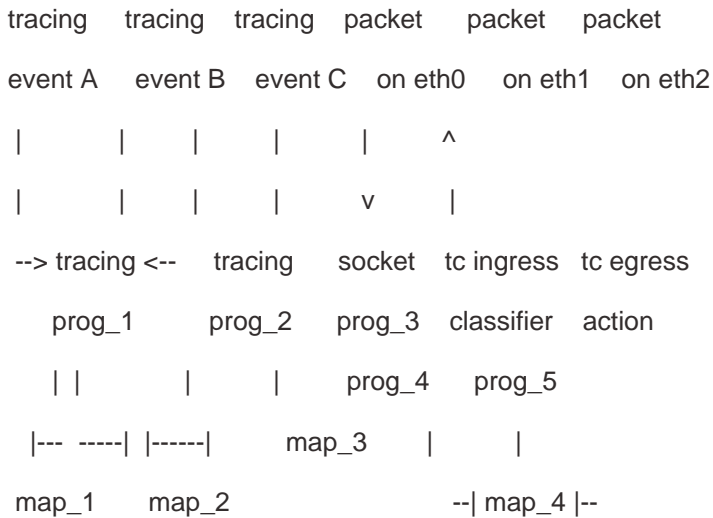 tracing tracing tracing packet packet packet
event A event B event C on eth0 on eth1 on eth2
| | | | | ^
| | | | v |
--> tracing <-- tracing socket tc ingress tc egress
prog_1 prog_2 prog_3 classifier action
| | | | prog_4 prog_5
|--- -----| |------| map_3 | |
map_1 map_2 --| map_4 |--